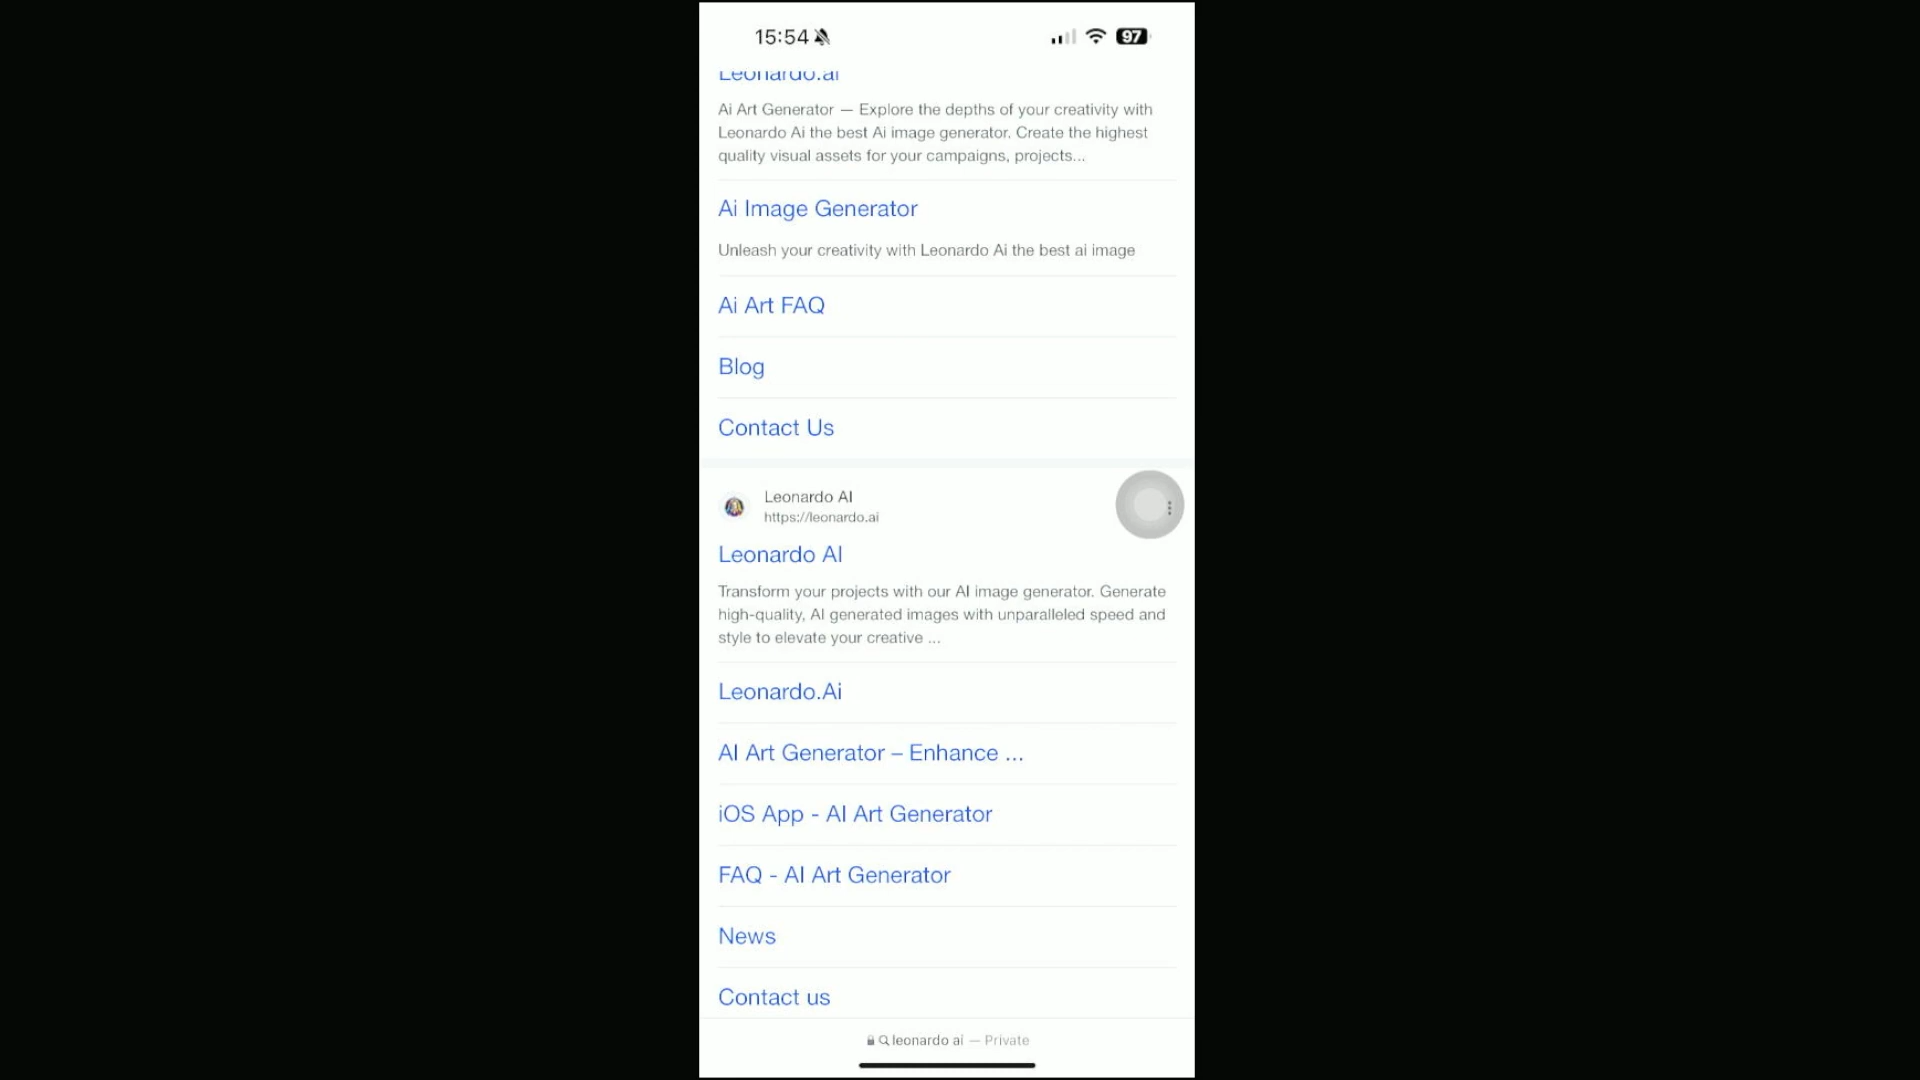 15:54
97
Leonardo.ai
Ai Art Generator — Explore the depths of your creativity with
Leonardo Ai the best Ai image generator. Create the highest
quality visual assets for your campaigns, projects...
Ai Image Generator
Unleash your creativity with Leonardo Ai the best ai image
Ai Art FAQ
Blog
Contact Us
Leonardo AI
https://leonardo.ai
Leonardo AI
Transform your projects with our AI image generator. Generate
high-quality, AI generated images with unparalleled speed and
style to elevate your creative ...
Leonardo.Ai
AI Art Generator – Enhance ...
iOS App - AI Art Generator
FAQ - AI Art Generator
News
Contact us
leonardo ai — Private